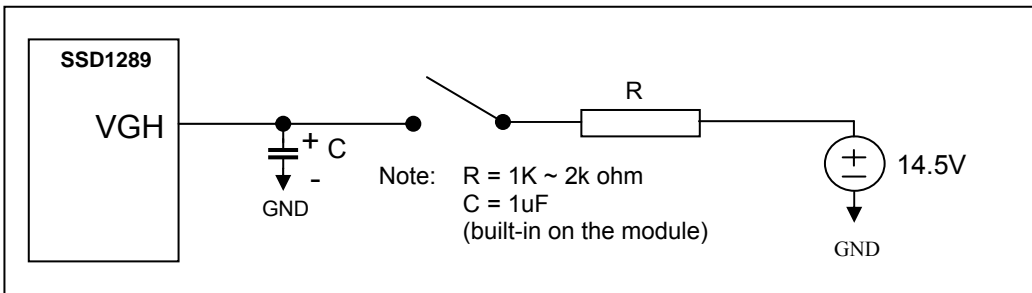 SSD1289
VGH
+ C
-
GND
R
Note: R = 1K ~ 2k ohm
C = 1uF
(built-in on the module)
+
−
14.5V
GND